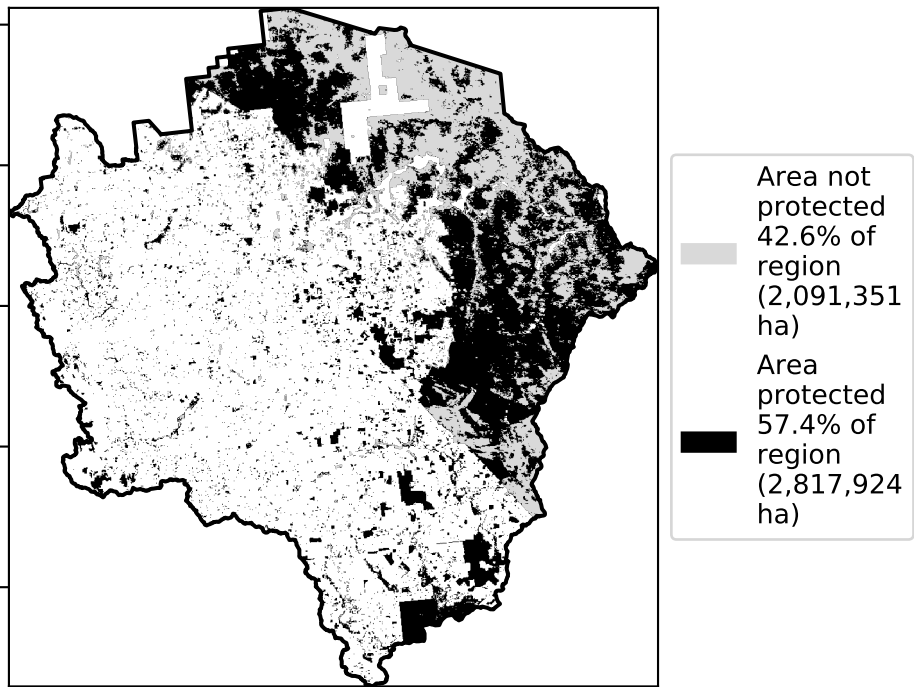 Area not
protected
42.6% of
region
(2,091,351
ha)
Area
protected
57.4% of
region
(2,817,924
ha)